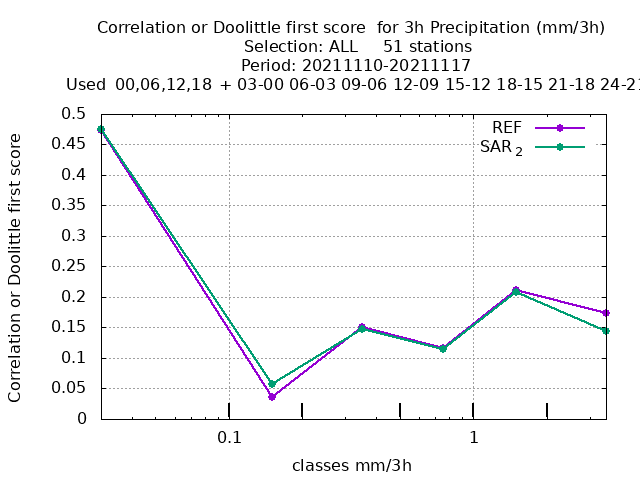 Correlation or Doolittle first score for 3h Precipitation (mm/3h)
Selection: ALL 51 stations
Period: 20211110-20211117
Used 00,06,12,18 + 03-00 06-03 09-06 12-09 15-12 18-15 21-18 24-21
REF
SAR 2
0.5
0.45
0.4
0.35
0.3
0.25
0.2
0.15
0.1
0.05
0
Correlation or Doolittle first score
0.1
1
classes mm/3h